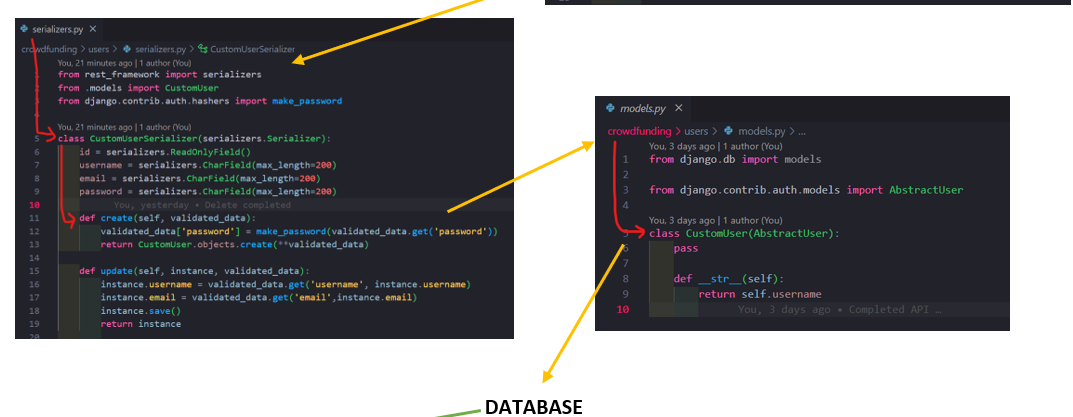 serializers.py ×
crowdfunding > users > serializers.py > CustomUserSerializer
You, 21 minutes ago | 1 author (You)
from rest_framework import serializers
from .models import CustomUser
from django.contrib.auth.hashers import make_password
You, 21 minutes ago | 1 author (You)
5 class CustomUserSerializer(serializers.Serializer):
6 id = serializers.ReadOnlyField()
7 username = serializers.CharField(max_length=200)
8 email = serializers.CharField(max_length=200)
9 password = serializers.CharField(max_length=200)
10 You, yesterday • Delete completed
11 def create(self, validated_data):
12 validated_data['password'] = make_password(validated_data.get('password'))
13 return CustomUser.objects.create(**validated_data)
14
15 def update(self, instance, validated_data):
16 instance.username = validated_data.get('username', instance.username)
17 instance.email = validated_data.get('email',instance.email)
18 instance.save()
19 return instance
20
models.py ×
crowdfunding > users > models.py > ...
You, 3 days ago | 1 author (You)
1 from django.db import models
2
3 from django.contrib.auth.models import AbstractUser
4
You, 3 days ago | 1 author (You)
5 class CustomUser(AbstractUser):
6 pass
7
8 def __str__(self):
9 return self.username
10 You, 3 days ago • Completed API …
DATABASE